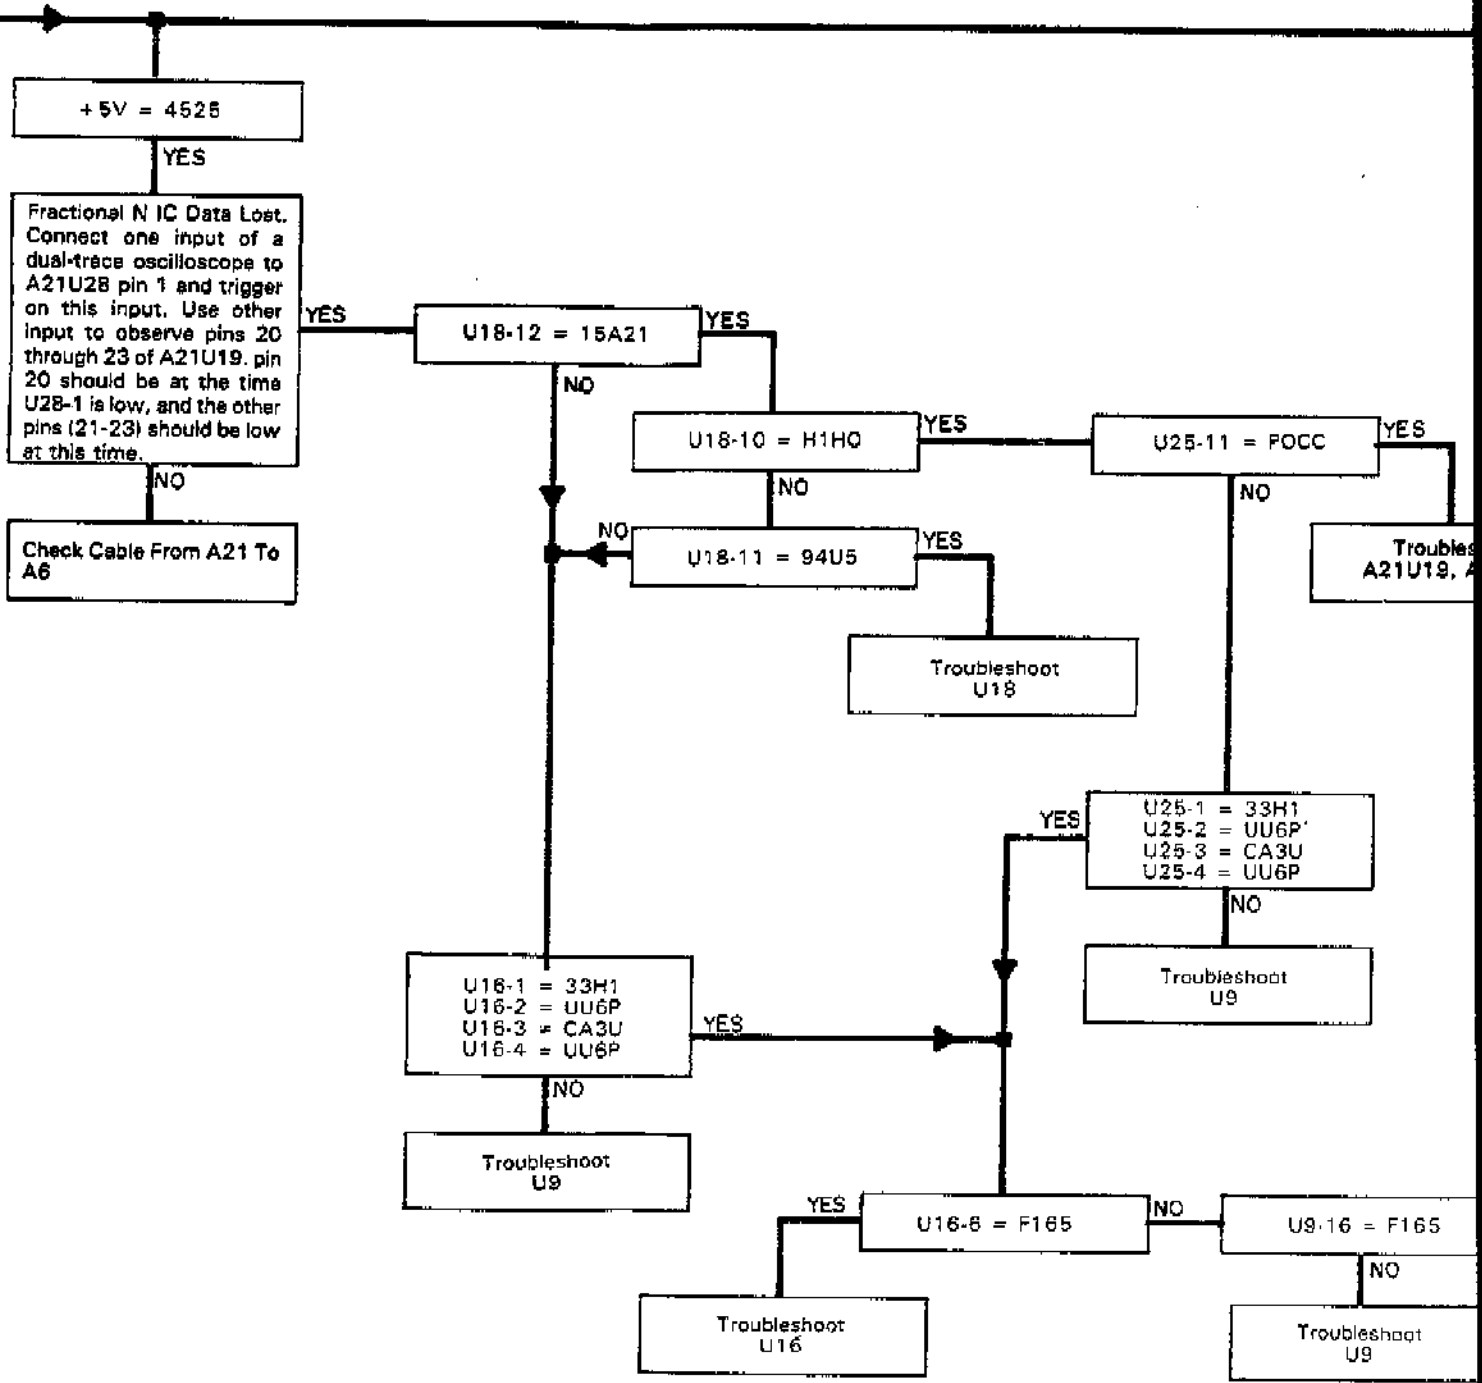 +5V = 4525
YES
Fractional N IC Data Lost.
Connect one input of a
dual-trace oscilloscope to
A21U28 pin 1 and trigger
on this input. Use other
input to observe pins 20
through 23 of A21U19. pin
20 should be at the time
U28-1 is low, and the other
pins (21-23) should be low
at this time.
YES
NO
Check Cable From A21 To
A6
U18-12 = 15A21
YES
NO
U18-10 = H1HO
YES
NO
U25-11 = POCC
YES
NO
NO
U18-11 = 94U5
YES
Troubles
A21U19, A
Troubleshoot
U18
YES
U25-1 = 33H1
U25-2 = UU6P
U25-3 = CA3U
U25-4 = UU6P
NO
Troubleshoot
U9
U16-1 = 33H1
U16-2 = UU6P
U16-3 = CA3U
U16-4 = UU6P
YES
NO
Troubleshoot
U9
YES
U16-6 = F165
NO
U9-16 = F165
NO
Troubleshoot
U16
Troubleshoot
U9